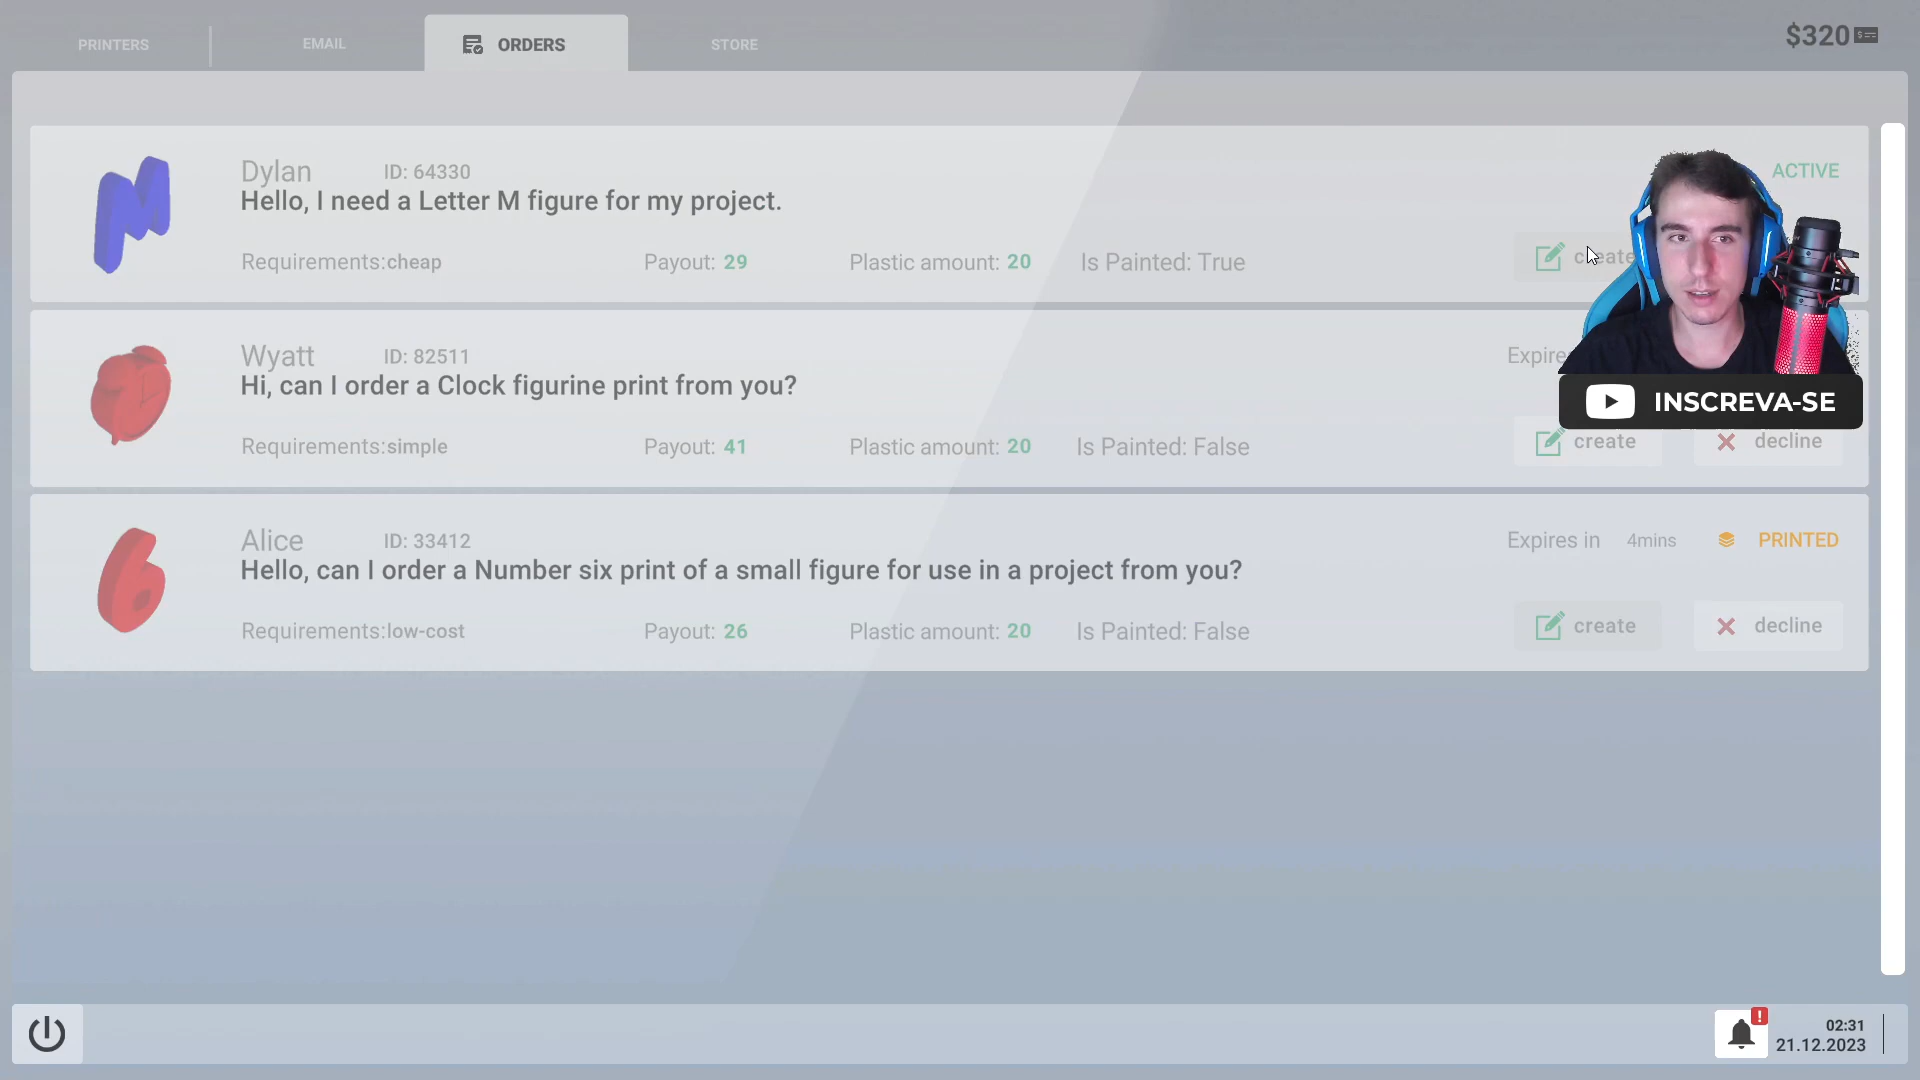 PRINTERS
EMAIL
ORDERS
STORE
$320
Dylan
ID: 64330
ACTIVE
Hello, I need a Letter M figure for my project.
Requirements:cheap
Payout: 29
Plastic amount: 20
Is Painted: True
create
Wyatt
ID: 82511
Hi, can I order a Clock figurine print from you?
INSCREVA-SE
Requirements:simple
Payout: 41
Plastic amount: 20
Is Painted: False
create
decline
Alice
ID: 33412
Expires in
4mins
PRINTED
Hello, can I order a Number six print of a small figure for use in a project from you?
Requirements:low-cost
Payout: 26
Plastic amount: 20
Is Painted: False
create
decline
!
02:31
21.12.2023